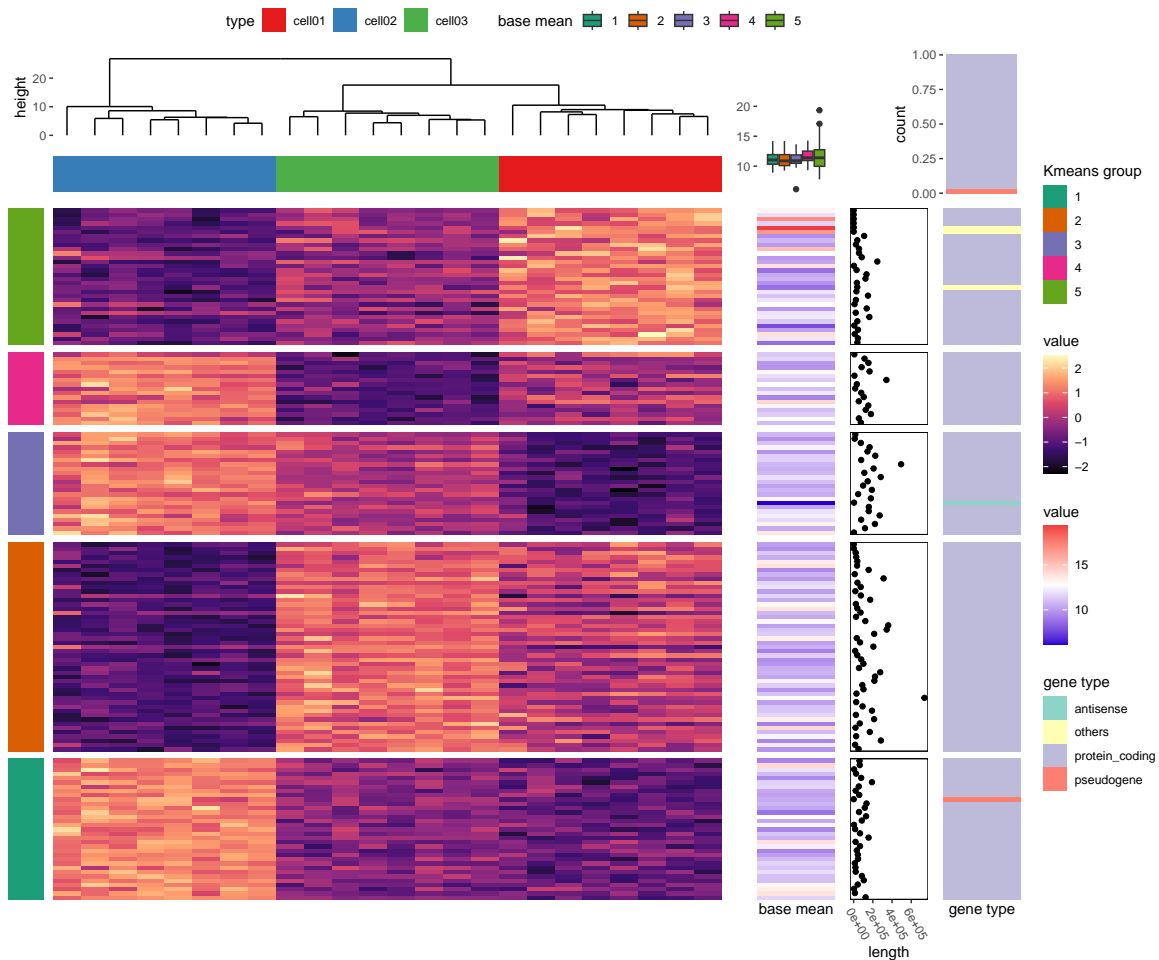 type cell01 cell02 cell03 base mean 1 2 3 4 5
height
20
10
0
20
15
10
count
1.00
0.75
0.50
0.25
0.00
Kmeans group
1
2
3
4
5
value
2
1
0
−1
−2
value
15
10
gene type
antisense
others
protein_coding
pseudogene
base mean
0e+00 2e+05 4e+05 6e+05
length
gene type